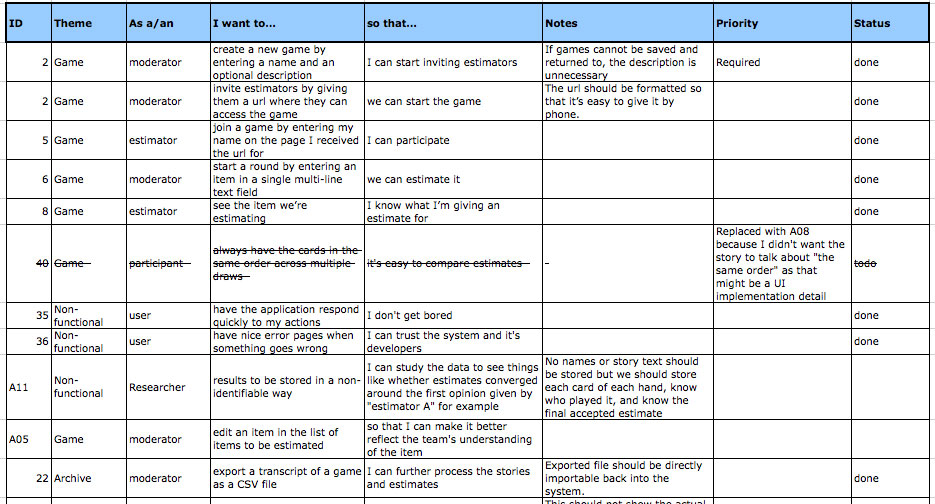 ID Theme As a/an I want to... so that... Notes Priority Status
2 Game moderator create a new game by entering a name and an optional description I can start inviting estimators If games cannot be saved and returned to, the description is unnecessary Required done
2 Game moderator invite estimators by giving them a url where they can access the game we can start the game The url should be formatted so that it's easy to give it by phone. done
5 Game estimator join a game by entering my name on the page I received the url for I can participate done
6 Game moderator start a round by entering an item in a single multi-line text field we can estimate it done
8 Game estimator see the item we're estimating I know what I'm giving an estimate for done
40 Game participant always have the cards in the same order across multiple draws it's easy to compare estimates - Replaced with A08 because I didn't want the story to talk about "the same order" as that might be a UI implementation detail todo
35 Non-functional user have the application respond quickly to my actions I don't get bored done
36 Non-functional user have nice error pages when something goes wrong I can trust the system and it's developers done
A11 Non-functional Researcher results to be stored in a non-identifiable way I can study the data to see things like whether estimates converged around the first opinion given by "estimator A" for example No names or story text should be stored but we should store each card of each hand, know who played it, and know the final accepted estimate
A05 Game moderator edit an item in the list of items to be estimated so that I can make it better reflect the team's understanding of the item
22 Archive moderator export a transcript of a game as a CSV file I can further process the stories and estimates Exported file should be directly importable back into the system. done
This should not show the actual